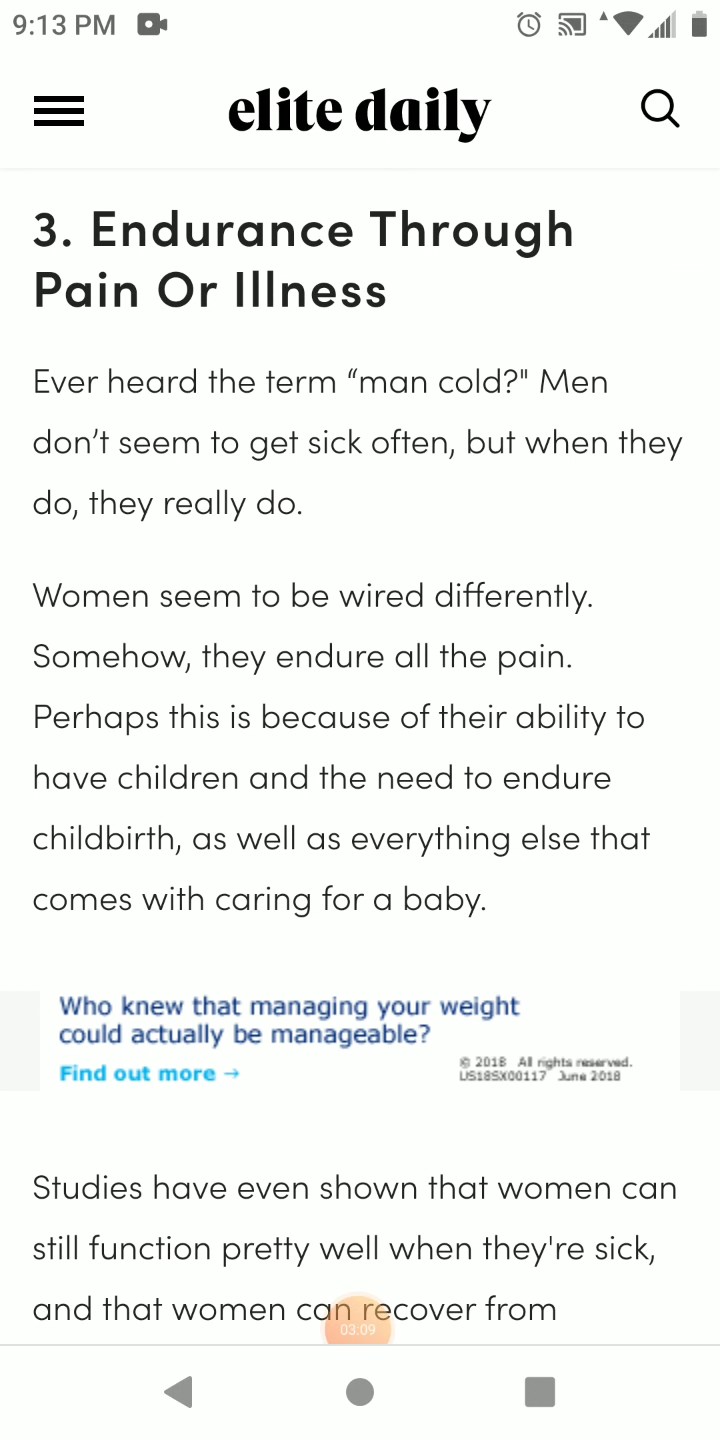 9:13 PM
elite daily
3. Endurance Through
Pain Or Illness
Ever heard the term “man cold?" Men
don’t seem to get sick often, but when they
do, they really do.
Women seem to be wired differently.
Somehow, they endure all the pain.
Perhaps this is because of their ability to
have children and the need to endure
childbirth, as well as everything else that
comes with caring for a baby.
Who knew that managing your weight
could actually be manageable?
Find out more →
© 2018 All rights reserved.
US18SX00117 June 2018
Studies have even shown that women can
still function pretty well when they're sick,
and that women can recover from
03:09